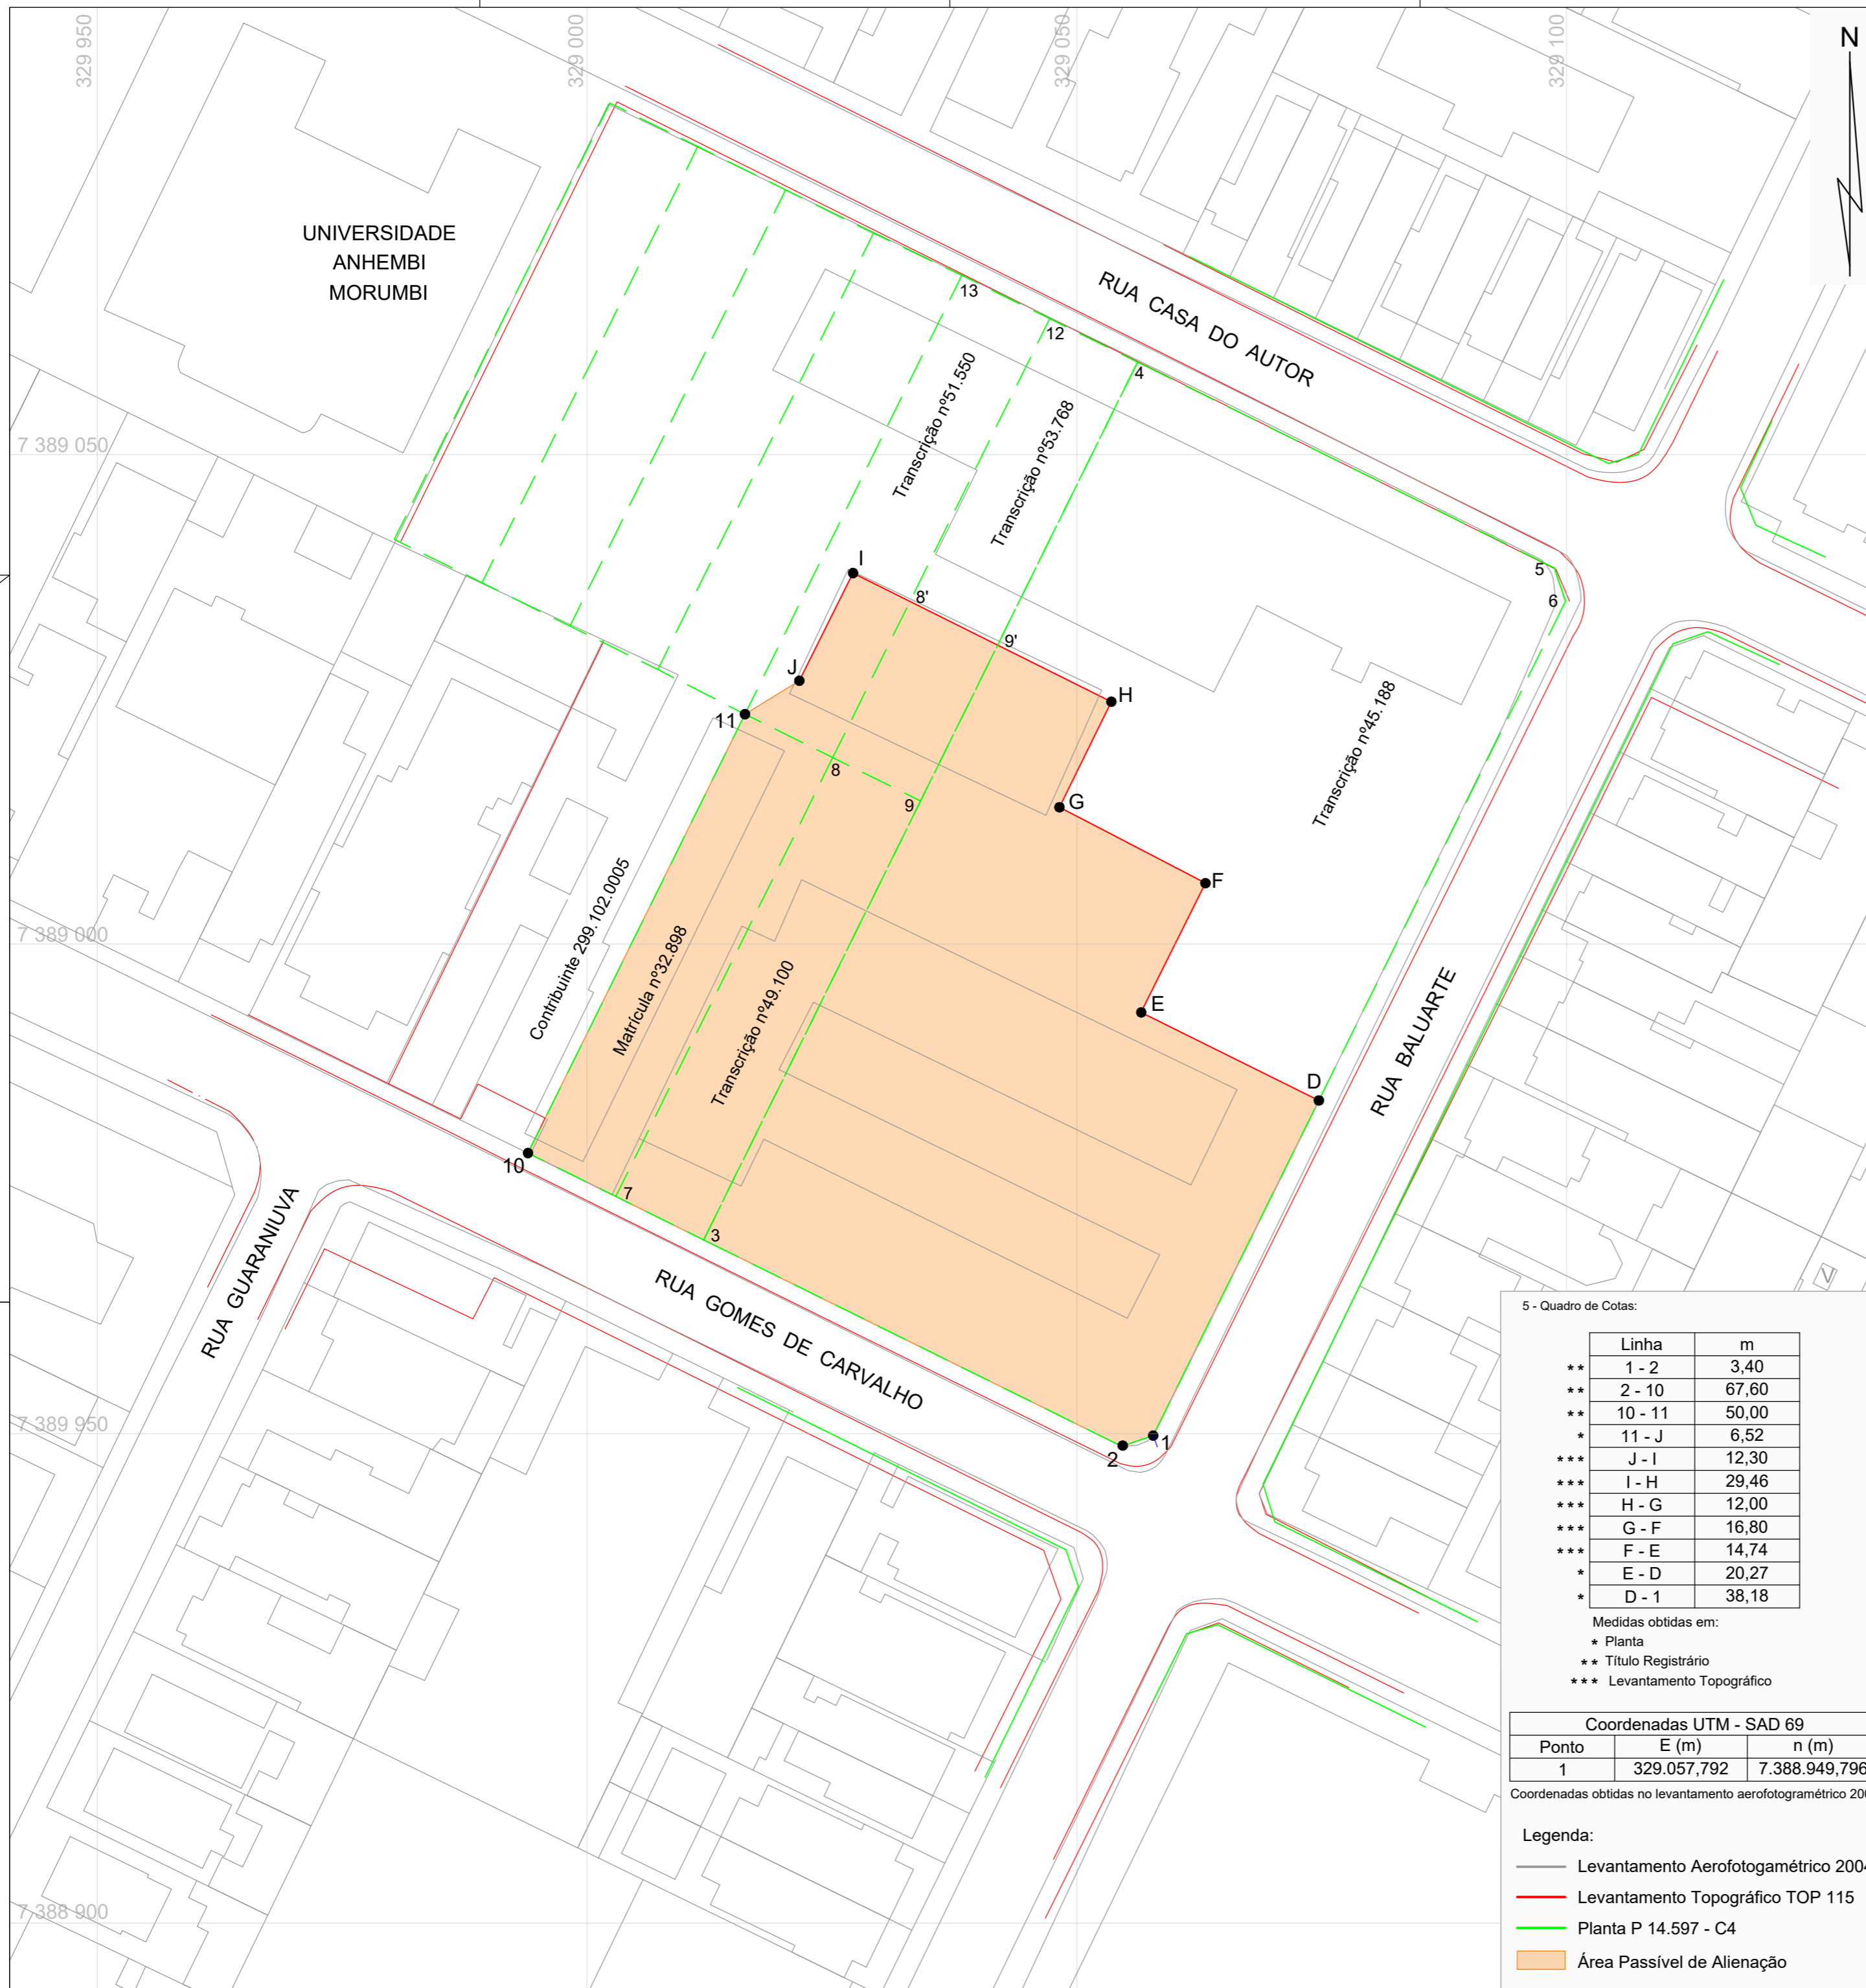 329 950
329 000
329 050
329 100
N
UNIVERSIDADE
ANHEMBI
MORUMBI
RUA CASA DO AUTOR
13
12
4
Transcrição nº51.550
Transcrição nº53.768
7 389 050
I
8'
5
6
9'
J
H
11
Transcrição nº45.188
8
9
G
F
Contribuinte 299.102.0005
Matrícula nº32.898
Transcrição nº49.100
7 389 000
E
D
RUA BALUARTE
10
7
3
RUA GUARANIUVA
RUA GOMES DE CARVALHO
7 389 950
2
1
7 388 900
5 - Quadro de Cotas:
Linha m
** 1 - 2 3,40
** 2 - 10 67,60
** 10 - 11 50,00
* 11 - J 6,52
*** J - I 12,30
*** I - H 29,46
*** H - G 12,00
*** G - F 16,80
*** F - E 14,74
* E - D 20,27
* D - 1 38,18
Medidas obtidas em:
* Planta
** Título Registrário
*** Levantamento Topográfico
Coordenadas UTM - SAD 69
Ponto E (m) n (m)
1 329.057,792 7.388.949,796
Coordenadas obtidas no levantamento aerofotogramétrico
Legenda:
Levantamento Aerofotogamétrico 2004
Levantamento Topográfico TOP 115
Planta P 14.597 - C4
Área Passível de Alienação